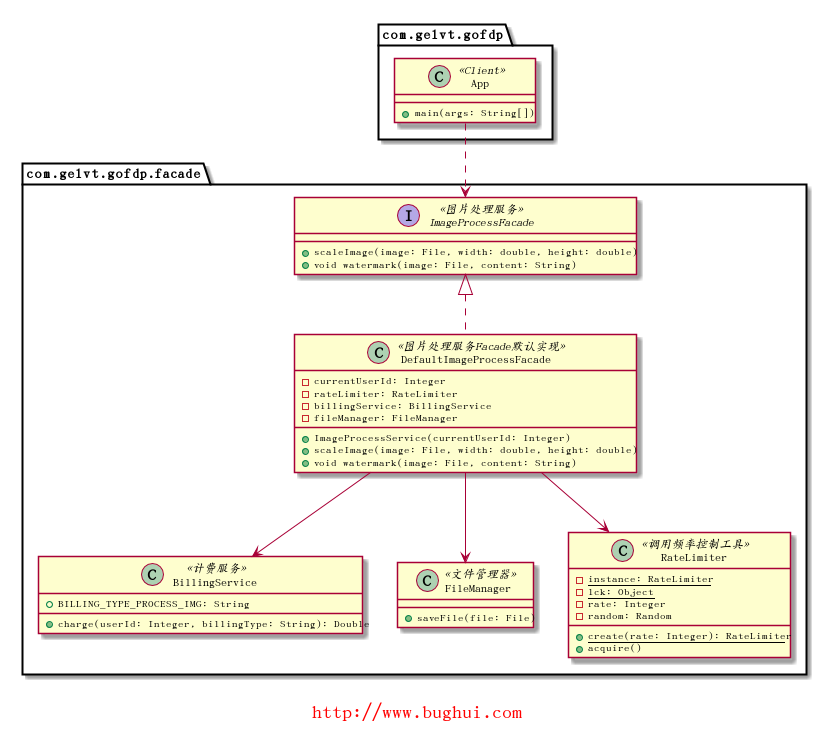 com.gelvt.gofdp
C «Client»
App
main(args: String[])
com.gelvt.gofdp.facade
I «图片处理服务»
ImageProcessFacade
scaleImage(image: File, width: double, height: double)
void watermark(image: File, content: String)
C «图片处理服务Facade默认实现»
DefaultImageProcessFacade
currentUserId: Integer
rateLimiter: RateLimiter
billingService: BillingService
fileManager: FileManager
ImageProcessService(currentUserId: Integer)
scaleImage(image: File, width: double, height: double)
void watermark(image: File, content: String)
C «计费服务»
BillingService
BILLING_TYPE_PROCESS_IMG: String
charge(userId: Integer, billingType: String): Double
C «文件管理器»
FileManager
saveFile(file: File)
C «调用频率控制工具»
RateLimiter
instance: RateLimiter
lck: Object
rate: Integer
random: Random
create(rate: Integer): RateLimiter
acquire()
http://www.bughui.com